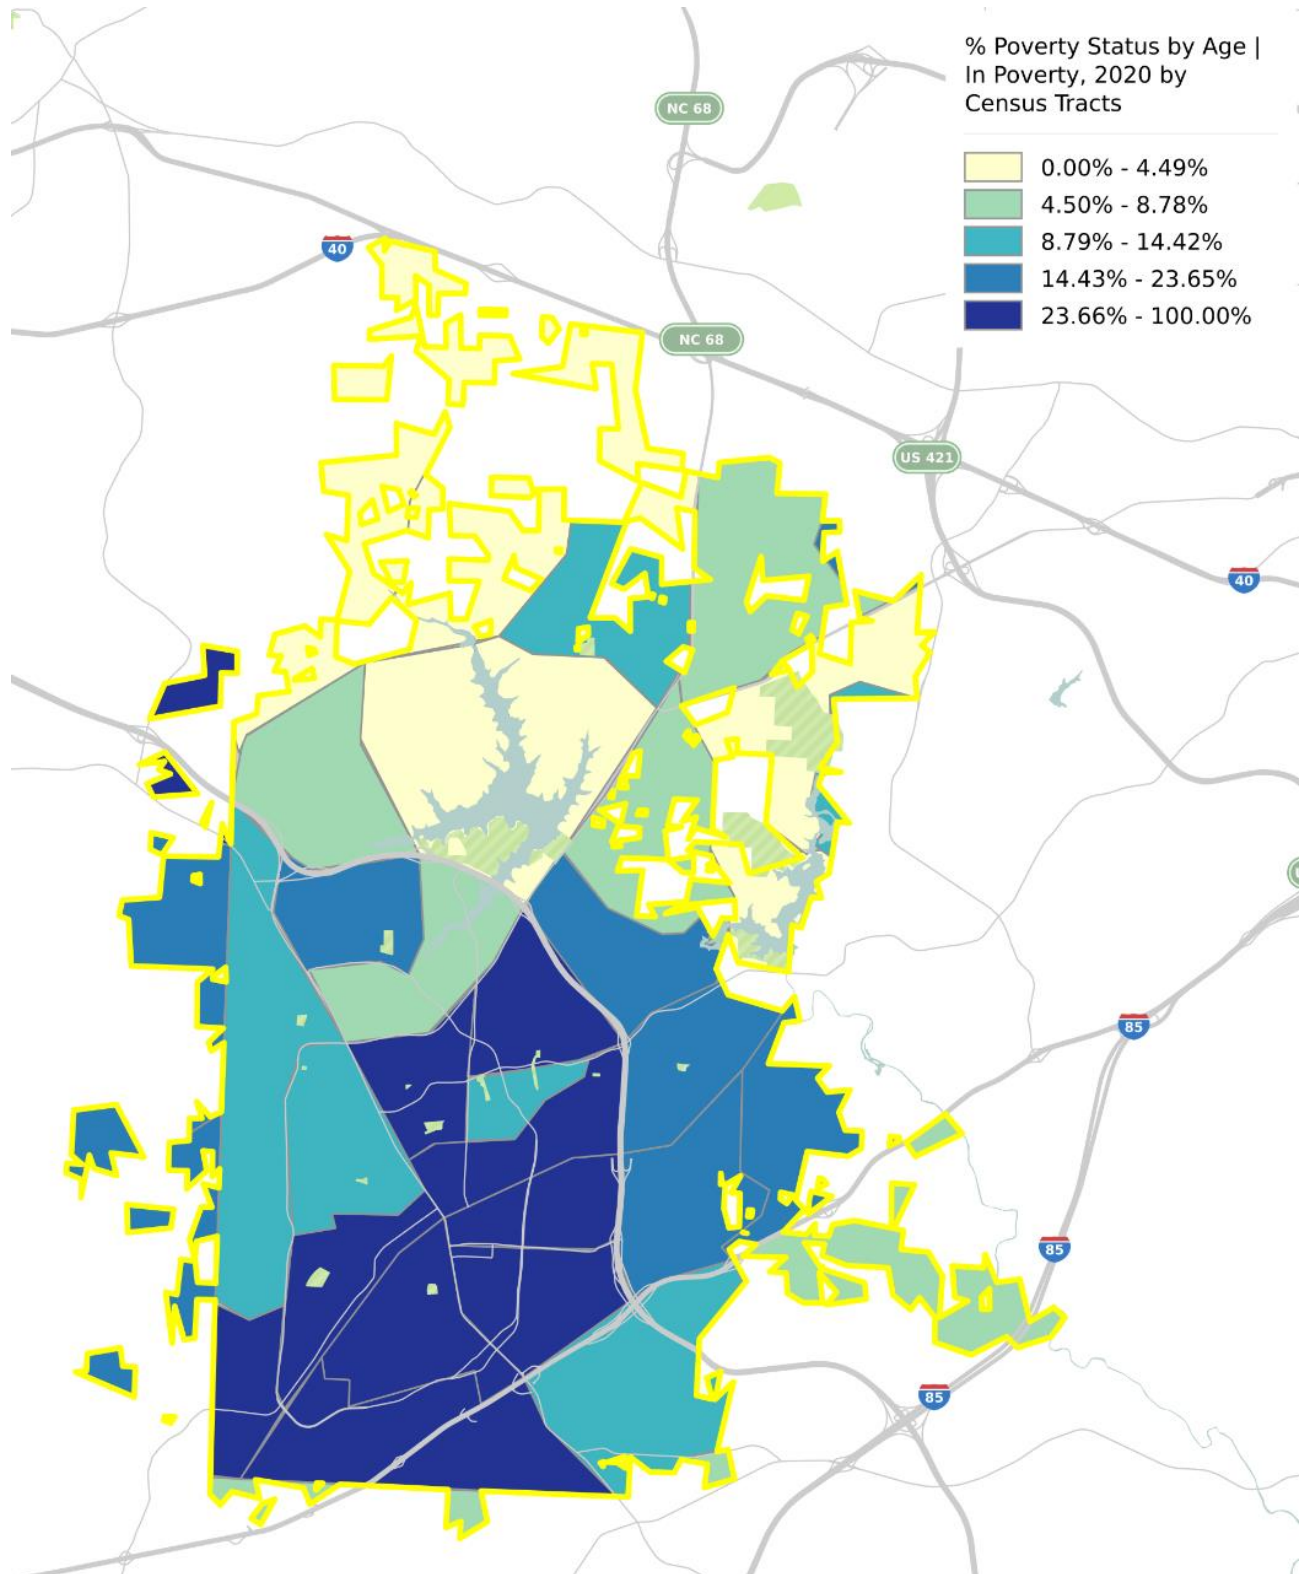 % Poverty Status by Age |
In Poverty, 2020 by
Census Tracts
0.00% - 4.49%
4.50% - 8.78%
8.79% - 14.42%
14.43% - 23.65%
23.66% - 100.00%
NC 68
40
NC 68
US 421
40
85
85
85